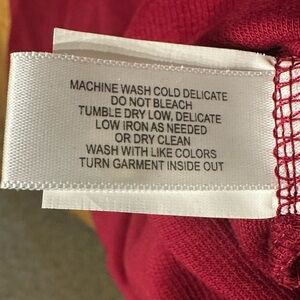 MACHINE WASH COLD DELICATE
DO NOT BLEACH
TUMBLE DRY LOW, DELICATE
LOW IRON AS NEEDED
OR DRY CLEAN
WASH WITH LIKE COLORS
TURN GARMENT INSIDE OUT